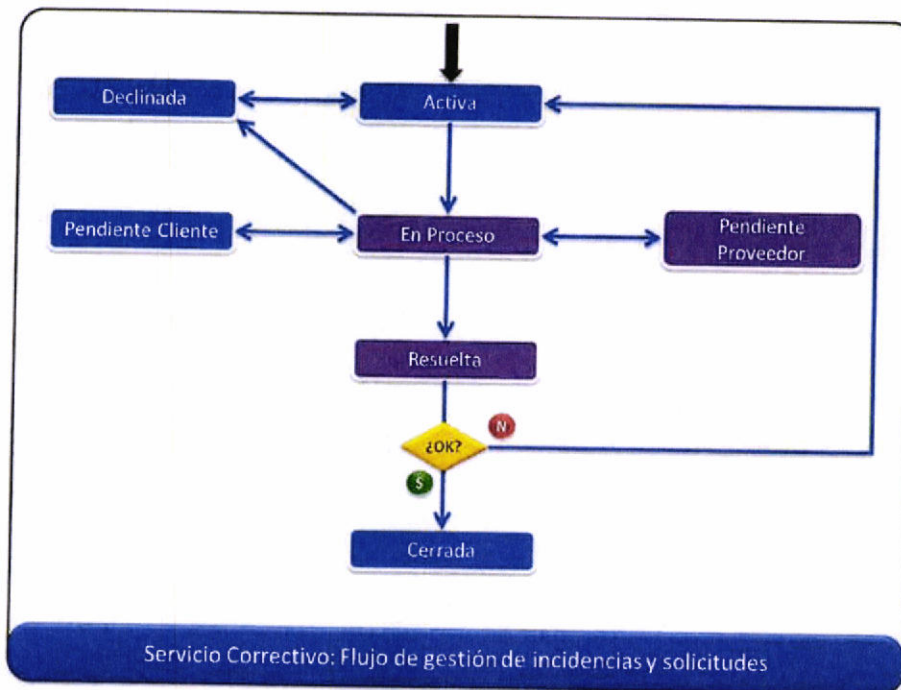 Declinada
Activa
Pendiente Cliente
En Proceso
Pendiente
Proveedor
Resuelta
¿OK?
N
S
Cerrada
Servicio Correctivo: Flujo de gestión de incidencias y solicitudes